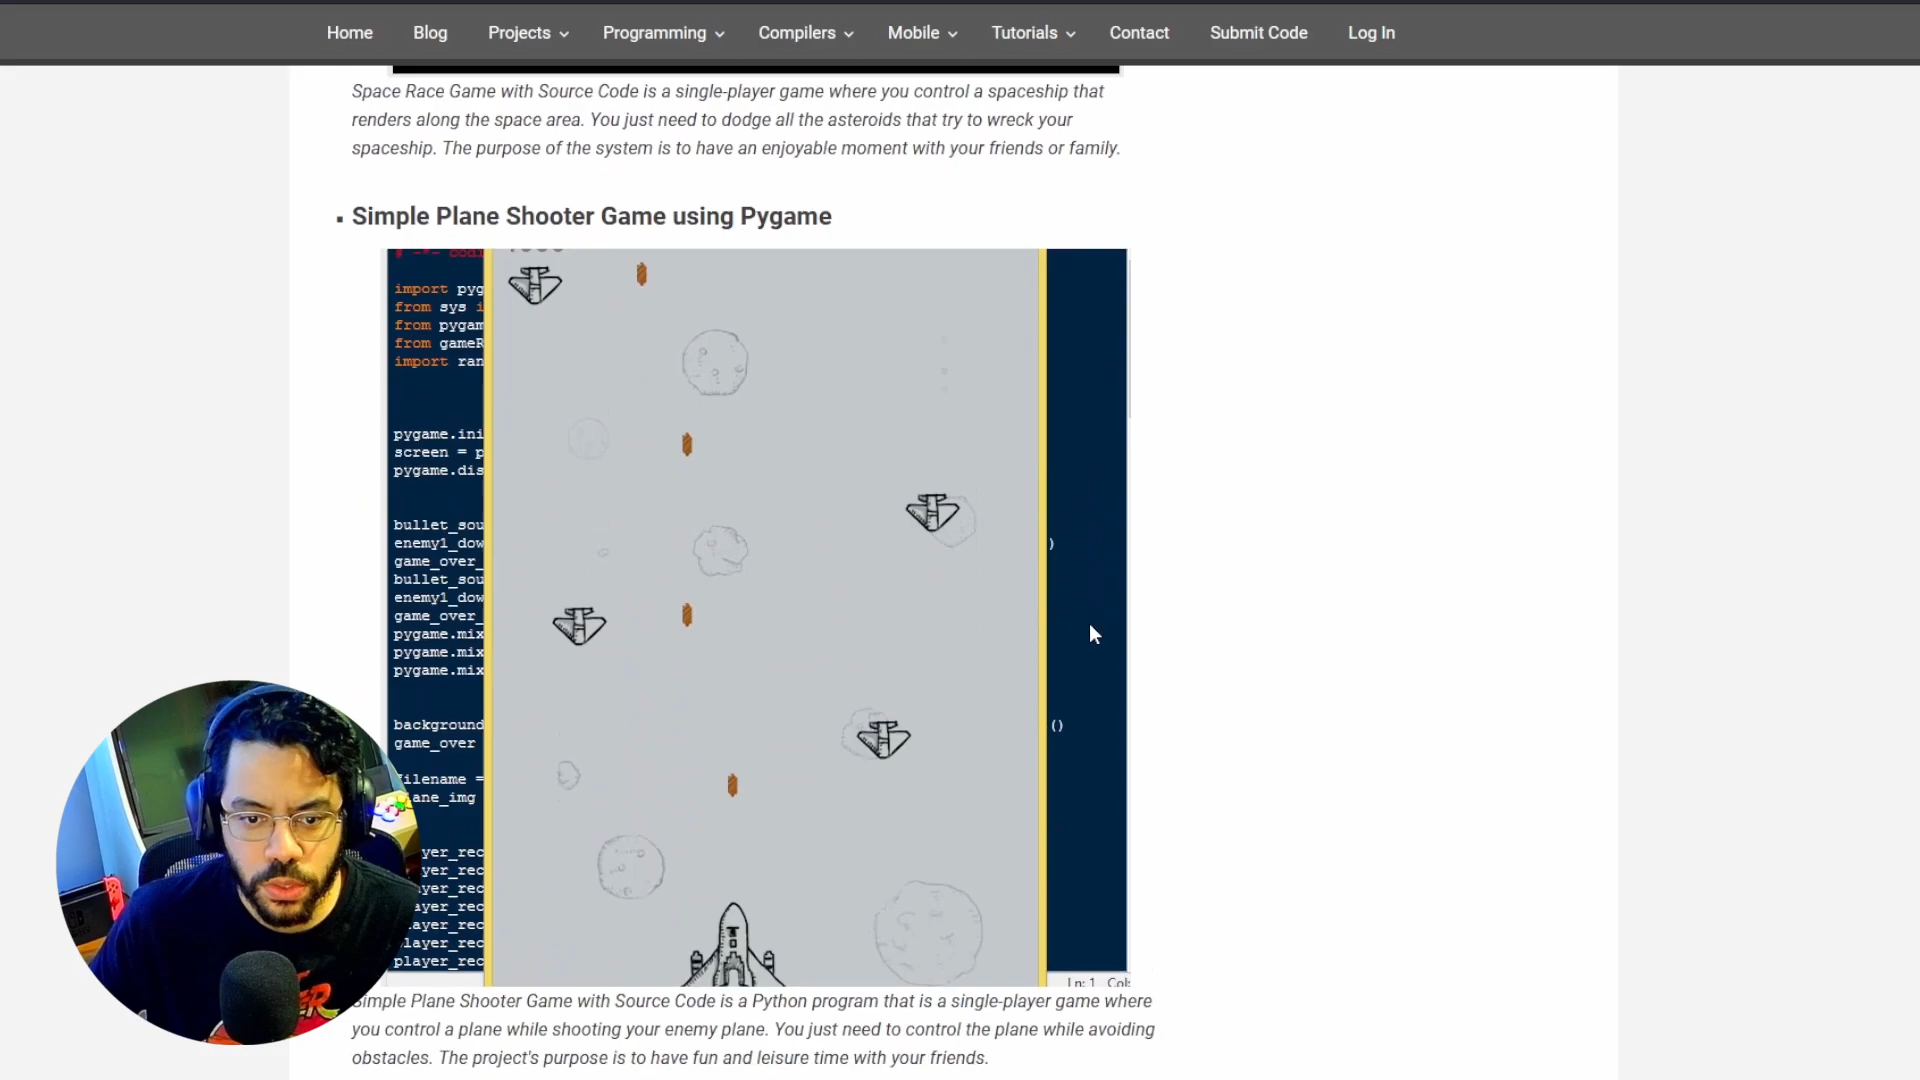 Home Blog Projects Programming Compilers Mobile Tutorials Contact Submit Code Log In
Space Race Game with Source Code is a single-player game where you control a spaceship that
renders along the space area. You just need to dodge all the asteroids that try to wreck your
spaceship. The purpose of the system is to have an enjoyable moment with your friends or family.
Simple Plane Shooter Game using Pygame
import pyg
from sys i
from pygam
from gameR
import ran
pygame.ini
screen = p
pygame.dis
bullet_sou
enemy1_dow )
game_over_
bullet_sou
enemy1_dow
game_over_
pygame.mix
pygame.mix
pygame.mix
background ()
game_over
filename =
lane_img
yer_rec
yer_rec
yer_rec
ayer_rec
layer_rec
layer_rec
player_rec
Ln: 1 Col:
Simple Plane Shooter Game with Source Code is a Python program that is a single-player game where
you control a plane while shooting your enemy plane. You just need to control the plane while avoiding
obstacles. The project's purpose is to have fun and leisure time with your friends.